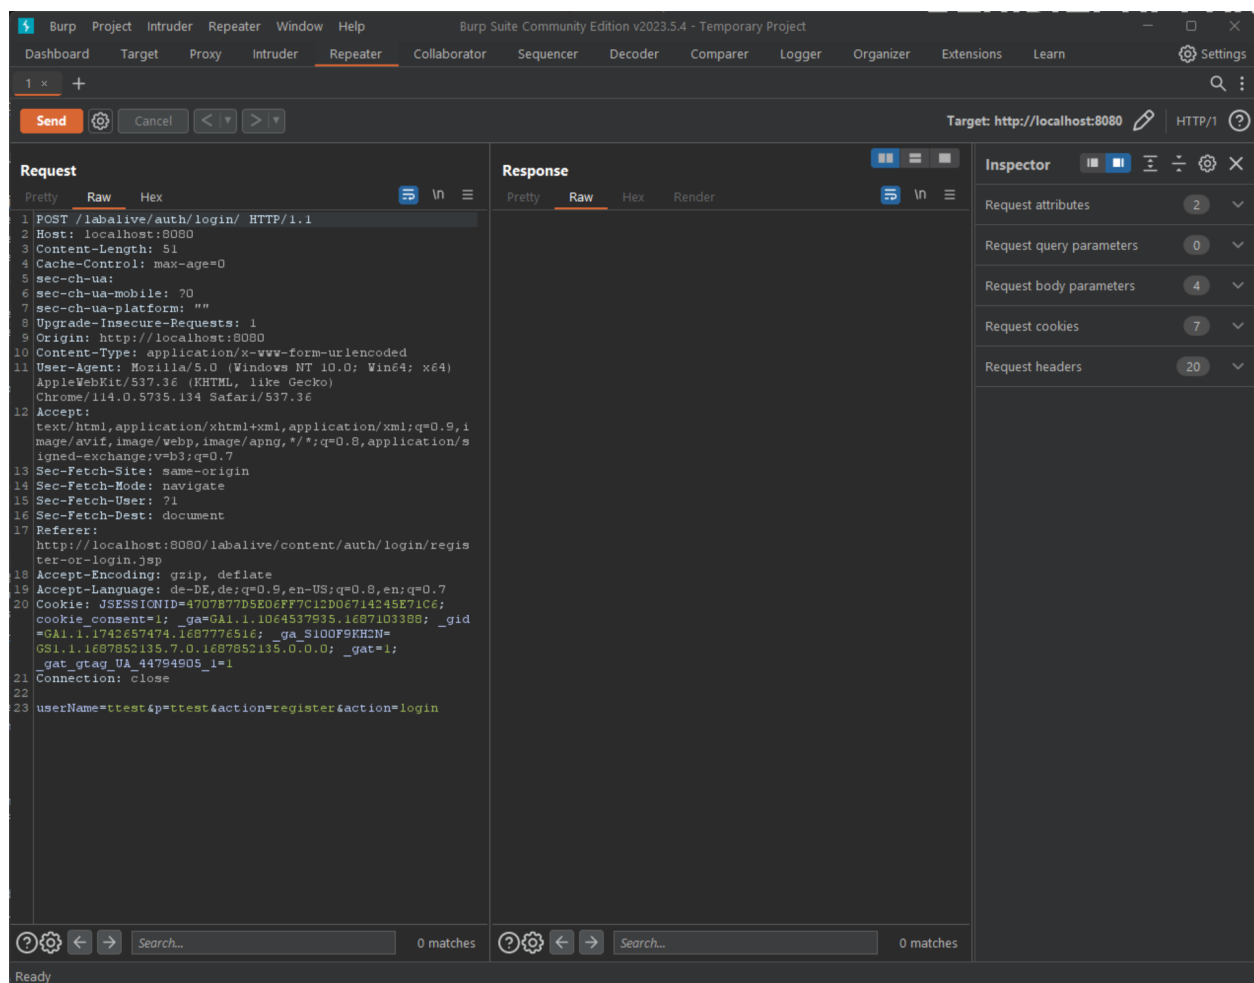 Burp Project Intruder Repeater Window Help Burp Suite Community Edition v2023.5.4 - Temporary Project
Dashboard Target Proxy Intruder Repeater Collaborator Sequencer Decoder Comparer Logger Organizer Extensions Learn Settings
1 × +
Send Cancel < > Target: http://localhost:8080 HTTP/1 ?
Request
Pretty Raw Hex \n
1 POST /labalive/auth/login/ HTTP/1.1
2 Host: localhost:8080
3 Content-Length: 51
4 Cache-Control: max-age=0
5 sec-ch-ua:
6 sec-ch-ua-mobile: ?0
7 sec-ch-ua-platform: ""
8 Upgrade-Insecure-Requests: 1
9 Origin: http://localhost:8080
10 Content-Type: application/x-www-form-urlencoded
11 User-Agent: Mozilla/5.0 (Windows NT 10.0; Win64; x64)
AppleWebKit/537.36 (KHTML, like Gecko)
Chrome/114.0.5735.134 Safari/537.36
12 Accept:
text/html,application/xhtml+xml,application/xml;q=0.9,i
mage/avif,image/webp,image/apng,*/*;q=0.8,application/s
igned-exchange;v=b3;q=0.7
13 Sec-Fetch-Site: same-origin
14 Sec-Fetch-Mode: navigate
15 Sec-Fetch-User: ?1
16 Sec-Fetch-Dest: document
17 Referer:
http://localhost:8080/labalive/content/auth/login/regis
ter-or-login.jsp
18 Accept-Encoding: gzip, deflate
19 Accept-Language: de-DE,de;q=0.9,en-US;q=0.8,en;q=0.7
20 Cookie: JSESSIONID=4707B77D5E06FF7C12D06714245E71C6;
cookie_consent=1; _ga=GA1.1.1064537935.1687103388; _gid
=GA1.1.1742657474.1687776516; _ga_S100F9KH2N=
GS1.1.1687852135.7.0.1687852135.0.0.0; _gat=1;
_gat_gtag_UA_44794905_1=1
21 Connection: close
22
23 userName=ttest&p=ttest&action=register&action=login
? Search... 0 matches
Response
Pretty Raw Hex Render \n
? Search... 0 matches
Inspector
Request attributes 2
Request query parameters 0
Request body parameters 4
Request cookies 7
Request headers 20
Ready